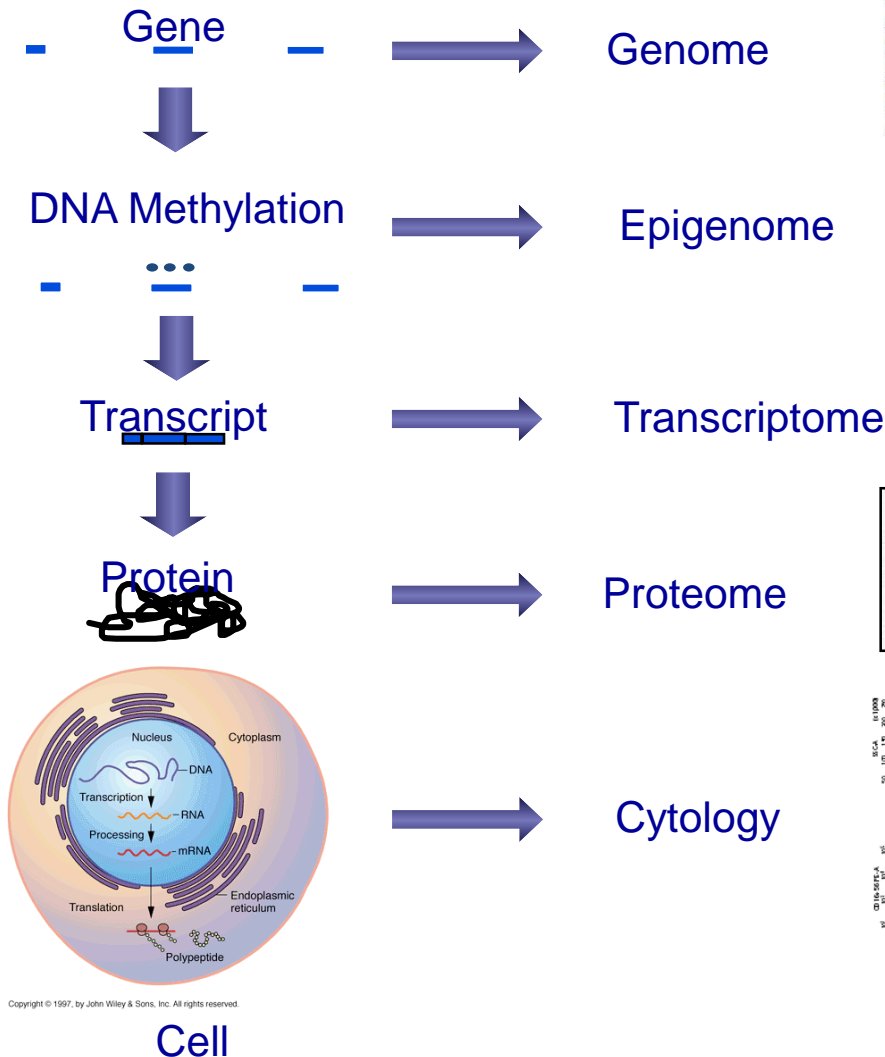 Gene
Genome
DNA Methylation
Epigenome
Transcript
Transcriptome
Protein
Proteome
Nucleus
Cytoplasm
DNA
Transcription
RNA
Processing
mRNA
Cytology
Translation
Endoplasmic
reticulum
Polypeptide
Copyright © 1997, by John Wiley & Sons, Inc. All rights reserved.
Cell